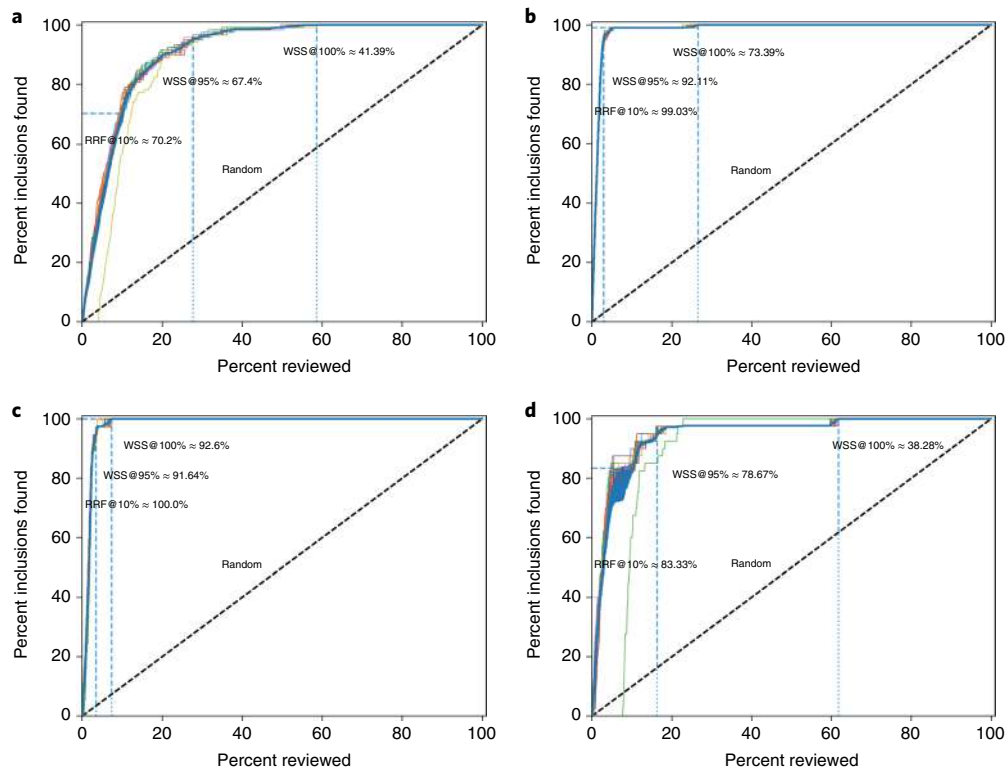 a
100
80
60
40
20
0
Percent inclusions found
WSS@100% ≈ 41.39%
WSS@95% ≈ 67.4%
RRF@10% ≈ 70.2%
Random
0 20 40 60 80 100
Percent reviewed
b
100
80
60
40
20
0
Percent inclusions found
WSS@100% ≈ 73.39%
WSS@95% ≈ 92.11%
RRF@10% ≈ 99.03%
Random
0 20 40 60 80 100
Percent reviewed
c
100
80
60
40
20
0
Percent inclusions found
WSS@100% ≈ 92.6%
WSS@95% ≈ 91.64%
RRF@10% ≈ 100.0%
Random
0 20 40 60 80 100
Percent reviewed
d
100
80
60
40
20
0
Percent inclusions found
WSS@100% ≈ 38.28%
WSS@95% ≈ 78.67%
RRF@10% ≈ 83.33%
Random
0 20 40 60 80 100
Percent reviewed